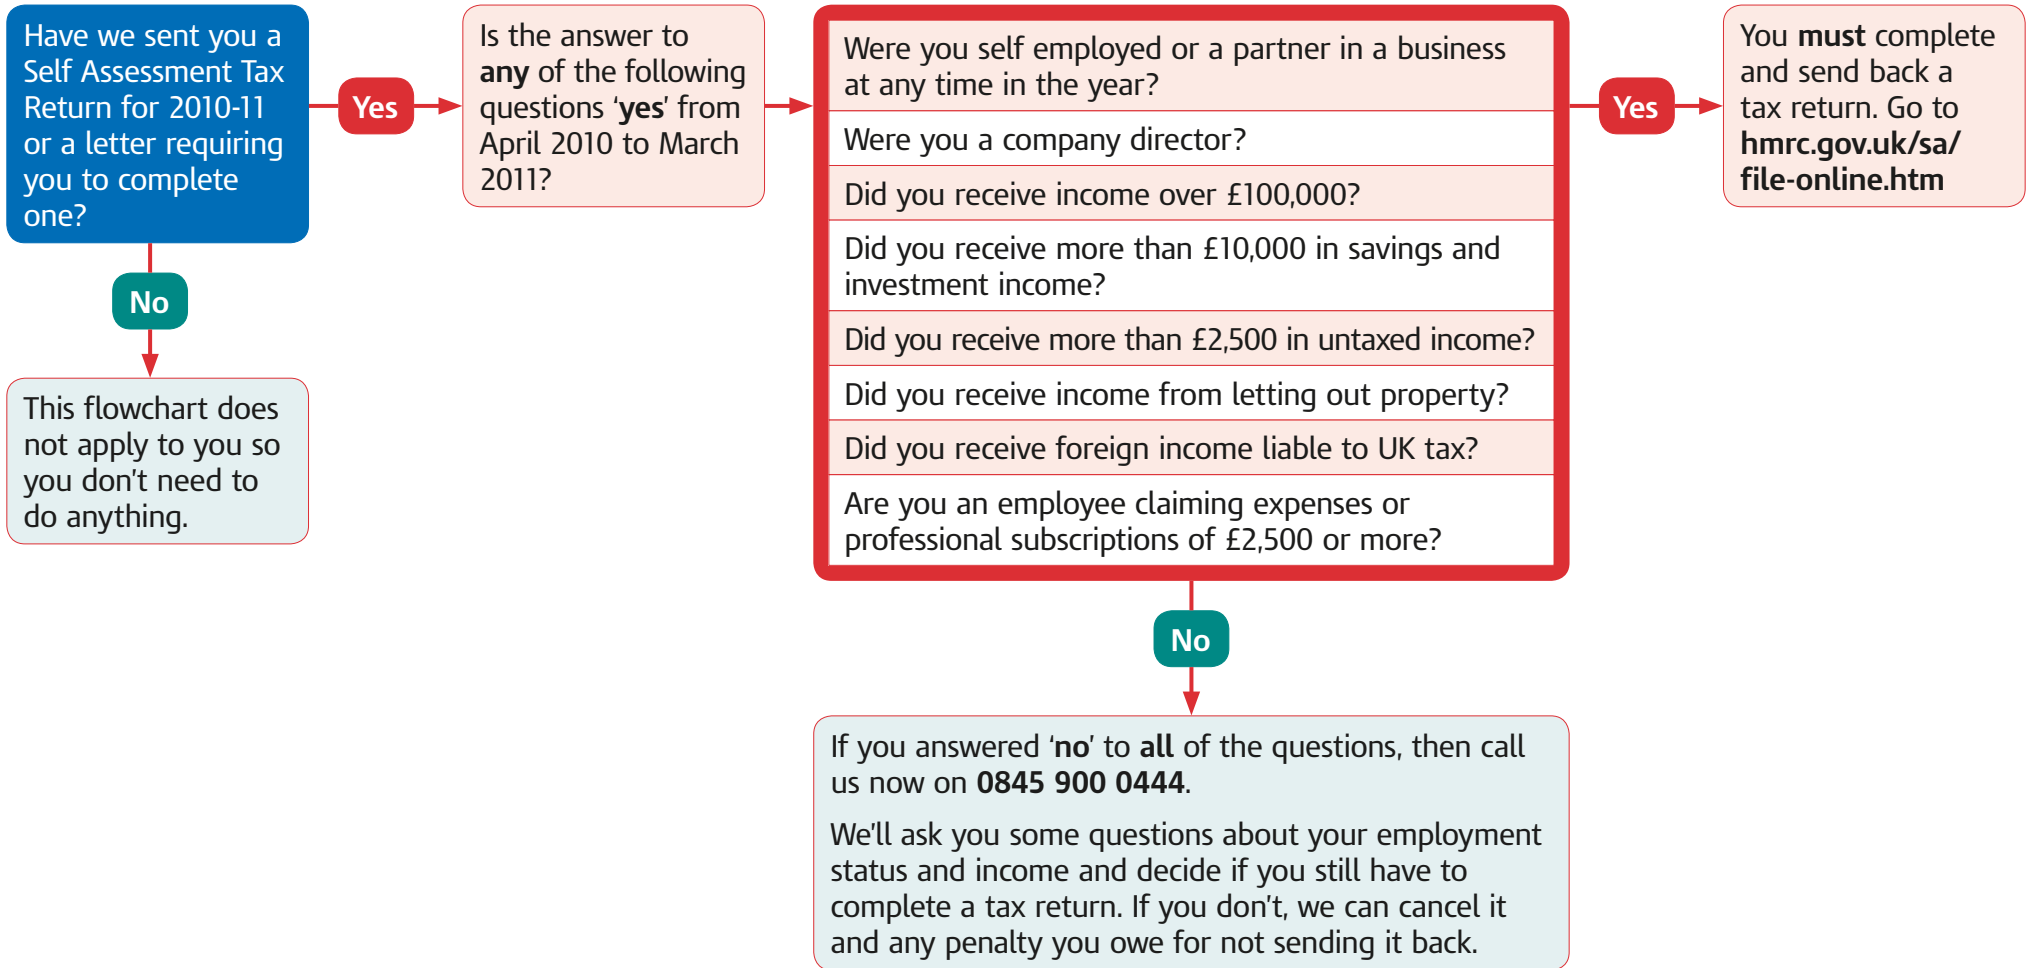 Have we sent you a
Self Assessment Tax
Return for 2010-11
or a letter requiring
you to complete
one?
Yes
Is the answer to
any of the following
questions ‘yes’ from
April 2010 to March
2011?
Were you self employed or a partner in a business
at any time in the year?
Were you a company director?
Did you receive income over £100,000?
Did you receive more than £10,000 in savings and
investment income?
Did you receive more than £2,500 in untaxed income?
Did you receive income from letting out property?
Did you receive foreign income liable to UK tax?
Are you an employee claiming expenses or
professional subscriptions of £2,500 or more?
Yes
You must complete
and send back a
tax return. Go to
hmrc.gov.uk/sa/
file-online.htm
No
This flowchart does
not apply to you so
you don't need to
do anything.
No
If you answered ‘no’ to all of the questions, then call
us now on 0845 900 0444.
We’ll ask you some questions about your employment
status and income and decide if you still have to
complete a tax return. If you don’t, we can cancel it
and any penalty you owe for not sending it back.